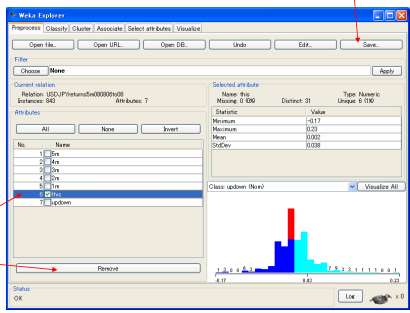 Weka Explorer
Preprocess Classify Cluster Associate Select attributes Visualize
Open file... Open URL... Open DB... Undo Edit... Save...
Filter
Choose None Apply
Current relation
Relation: USDJPYreturns5m080806to08
Instances: 843 Attributes: 7
Selected attribute
Name: this Type: Numeric
Missing: 0 (0%) Distinct: 31 Unique: 6 (1%)
Statistic Value
Minimum -0.17
Maximum 0.23
Mean 0.002
StdDev 0.038
Attributes
All None Invert
No. Name
1 5m
2 4m
3 3m
4 2m
5 1m
6 this
7 updown
Remove
Class: updown (Nom) Visualize All
-0.17 0.03 0.23
Status
OK
Log x 0